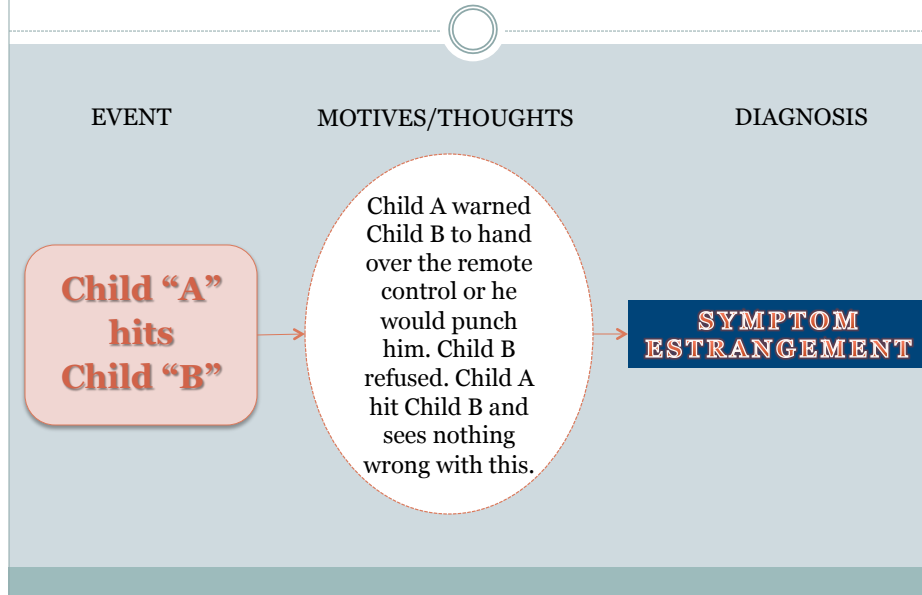 EVENT
MOTIVES/THOUGHTS
DIAGNOSIS
Child “A”
hits
Child “B”
Child A warned
Child B to hand
over the remote
control or he
would punch
him. Child B
refused. Child A
hit Child B and
sees nothing
wrong with this.
SYMPTOM
ESTRANGEMENT